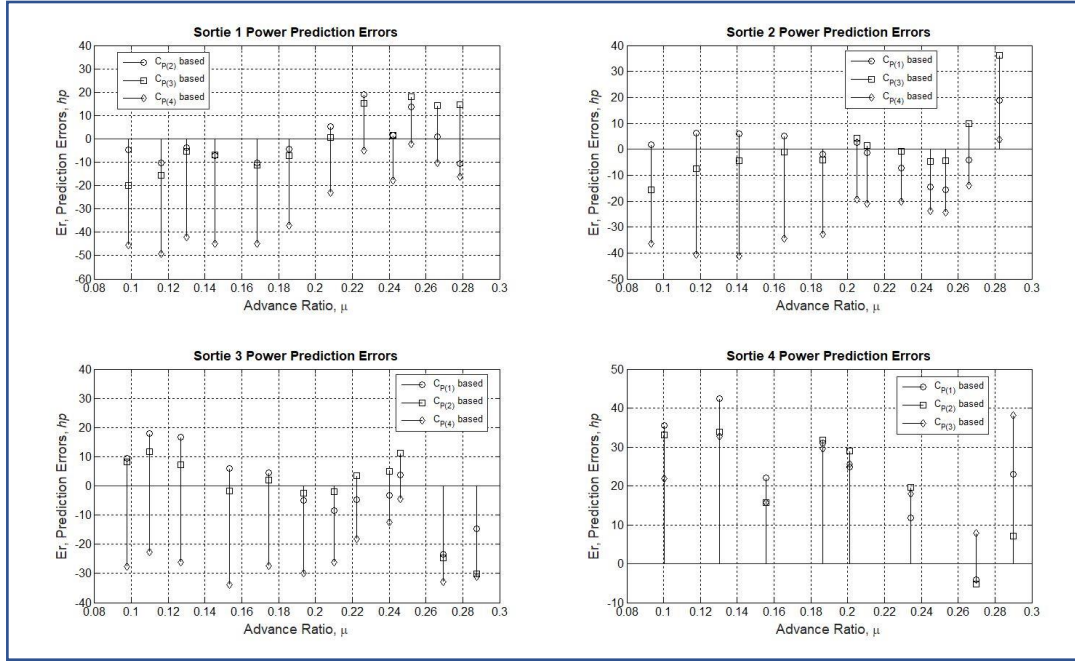 Sortie 1 Power Prediction Errors
40
30
20
10
0
-10
-20
-30
-40
-50
-60
Er, Prediction Errors, hp
C_P(2) based
C_P(3) based
C_P(4) based
0.08 0.1 0.12 0.14 0.16 0.18 0.2 0.22 0.24 0.26 0.28 0.3
Advance Ratio, μ
Sortie 2 Power Prediction Errors
40
30
20
10
0
-10
-20
-30
-40
-50
Er, Prediction Errors, hp
C_P(1) based
C_P(3) based
C_P(4) based
0.08 0.1 0.12 0.14 0.16 0.18 0.2 0.22 0.24 0.26 0.28 0.3
Advance Ratio, μ
Sortie 3 Power Prediction Errors
40
30
20
10
0
-10
-20
-30
-40
Er, Prediction Errors, hp
C_P(1) based
C_P(2) based
C_P(4) based
0.08 0.1 0.12 0.14 0.16 0.18 0.2 0.22 0.24 0.26 0.28 0.3
Advance Ratio, μ
Sortie 4 Power Prediction Errors
50
40
30
20
10
0
-10
Er, Prediction Errors, hp
C_P(1) based
C_P(2) based
C_P(3) based
0.08 0.1 0.12 0.14 0.16 0.18 0.2 0.22 0.24 0.26 0.28 0.3
Advance Ratio, μ